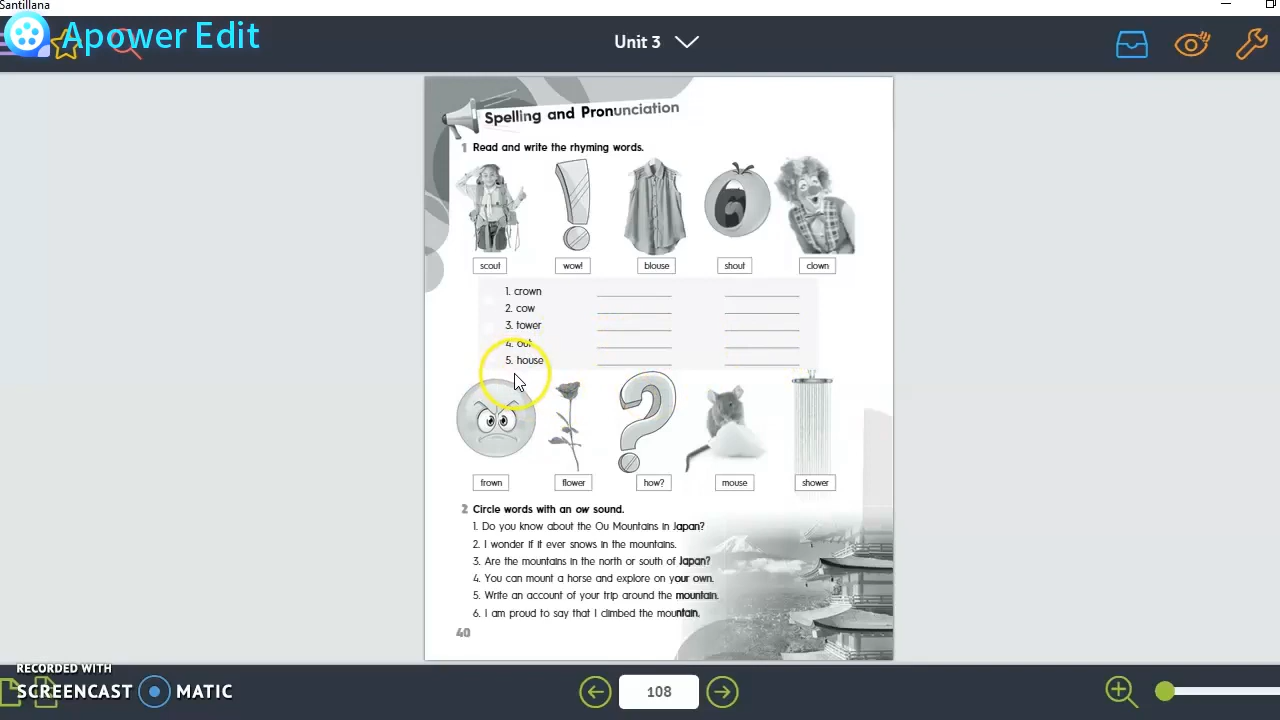 Santillana
Apower Edit
Unit 3
Spelling and Pronunciation
1 Read and write the rhyming words.
scout wow! blouse shout clown
1. crown
2. cow
3. tower
4. out
5. house
frown flower how? mouse shower
2 Circle words with an ow sound.
1. Do you know about the Ou Mountains in Japan?
2. I wonder if it ever snows in the mountains.
3. Are the mountains in the north or south of Japan?
4. You can mount a horse and explore on your own.
5. Write an account of your trip around the mountain.
6. I am proud to say that I climbed the mountain.
40
RECORDED WITH
SCREENCAST MATIC
108